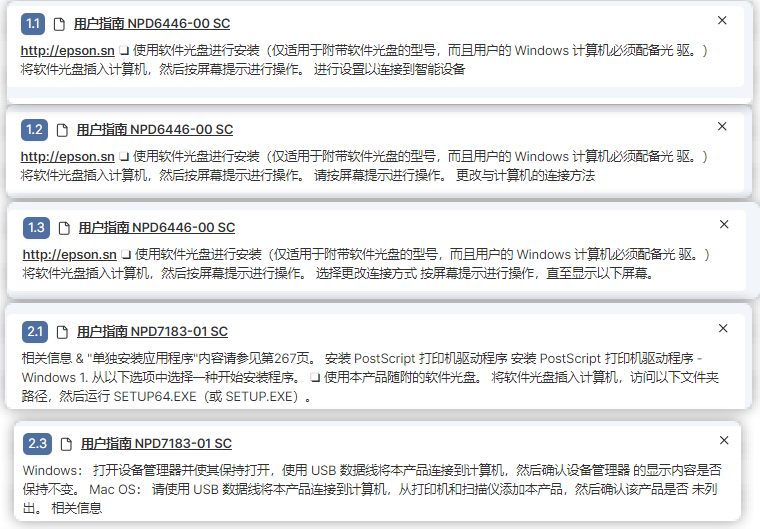 1.1 用户指南 NPD6446-00 SC
http://epson.sn ❏ 使用软件光盘进行安装（仅适用于附带软件光盘的型号，而且用户的 Windows 计算机必须配备光 驱。）
将软件光盘插入计算机，然后按屏幕提示进行操作。 进行设置以连接到智能设备
1.2 用户指南 NPD6446-00 SC
http://epson.sn ❏ 使用软件光盘进行安装（仅适用于附带软件光盘的型号，而且用户的 Windows 计算机必须配备光 驱。）
将软件光盘插入计算机，然后按屏幕提示进行操作。 请按屏幕提示进行操作。 更改与计算机的连接方法
1.3 用户指南 NPD6446-00 SC
http://epson.sn ❏ 使用软件光盘进行安装（仅适用于附带软件光盘的型号，而且用户的 Windows 计算机必须配备光 驱。）
将软件光盘插入计算机，然后按屏幕提示进行操作。 选择更改连接方式 按屏幕提示进行操作，直至显示以下屏幕。
2.1 用户指南 NPD7183-01 SC
相关信息 & "单独安装应用程序"内容请参见第267页。 安装 PostScript 打印机驱动程序 安装 PostScript 打印机驱动程序 -
Windows 1. 从以下选项中选择一种开始安装程序。 ❏ 使用本产品随附的软件光盘。 将软件光盘插入计算机，访问以下文件夹
路径，然后运行 SETUP64.EXE（或 SETUP.EXE）。
2.3 用户指南 NPD7183-01 SC
Windows： 打开设备管理器并使其保持打开，使用 USB 数据线将本产品连接到计算机，然后确认设备管理器 的显示内容是否
保持不变。 Mac OS： 请使用 USB 数据线将本产品连接到计算机，从打印机和扫描仪添加本产品，然后确认该产品是否 未列
出。 相关信息